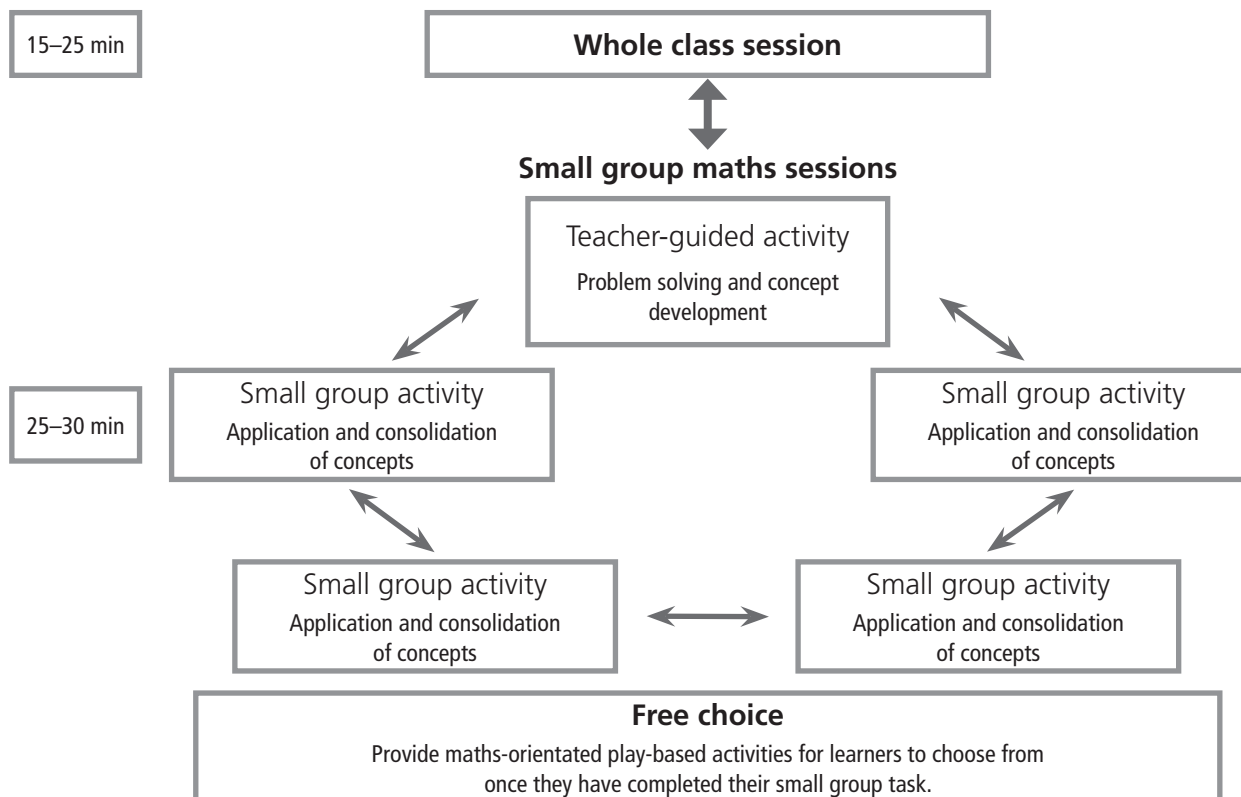 15–25 min
Whole class session
Small group maths sessions
Teacher-guided activity
Problem solving and concept
development
25–30 min
Small group activity
Application and consolidation
of concepts
Small group activity
Application and consolidation
of concepts
Small group activity
Application and consolidation
of concepts
Small group activity
Application and consolidation
of concepts
Free choice
Provide maths-orientated play-based activities for learners to choose from
once they have completed their small group task.